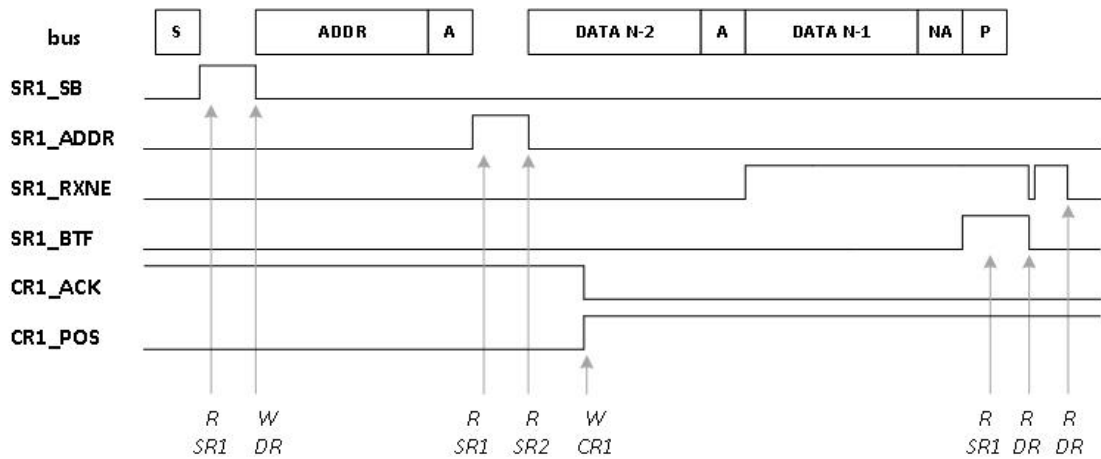 bus S ADDR A DATA N-2 A DATA N-1 NA P
SR1_SB
SR1_ADDR
SR1_RXNE
SR1_BTF
CR1_ACK
CR1_POS
R W R R W R R R
SR1 DR SR1 SR2 CR1 SR1 DR DR